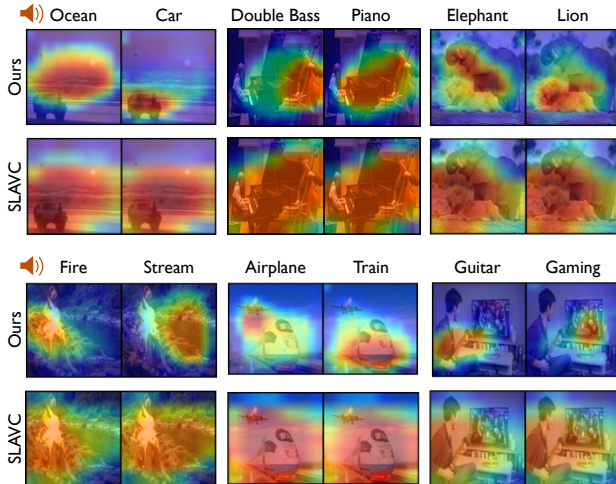 Ocean Car Double Bass Piano Elephant Lion
Ours
SLAVC
Fire Stream Airplane Train Guitar Gaming
Ours
SLAVC